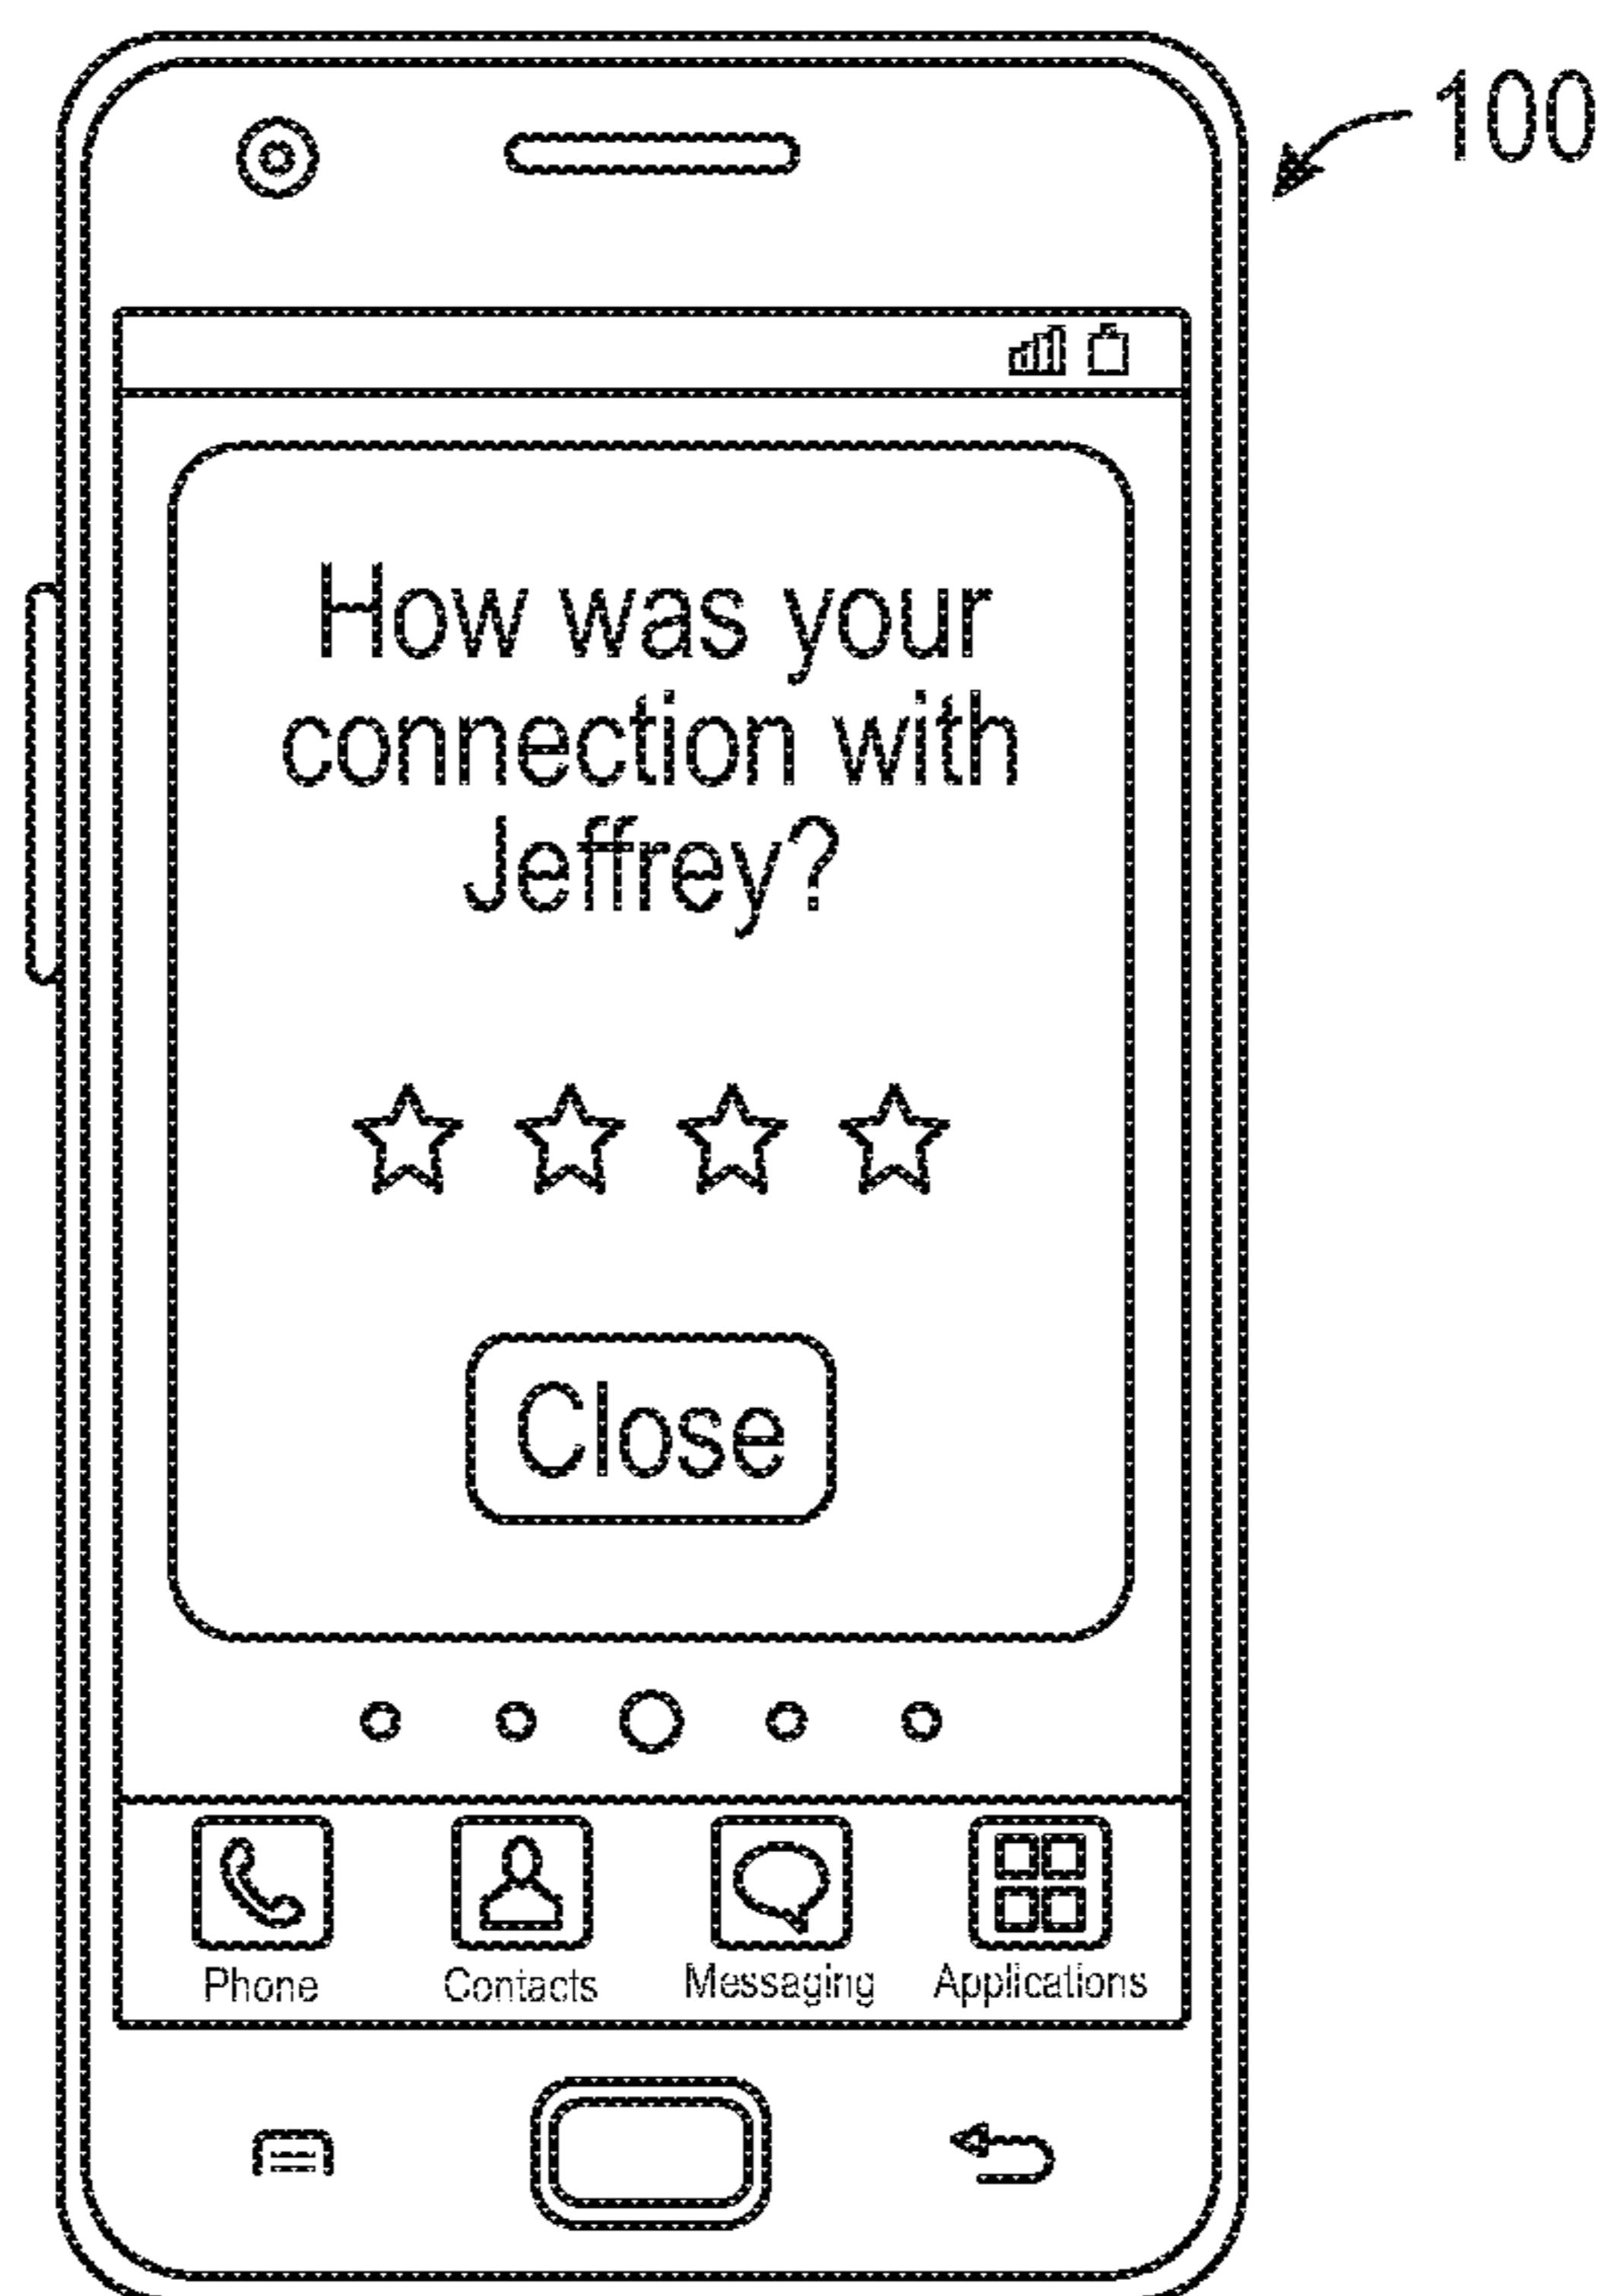 100
How was your
connection with
Jeffrey?
Close
Phone Contacts Messaging Applications